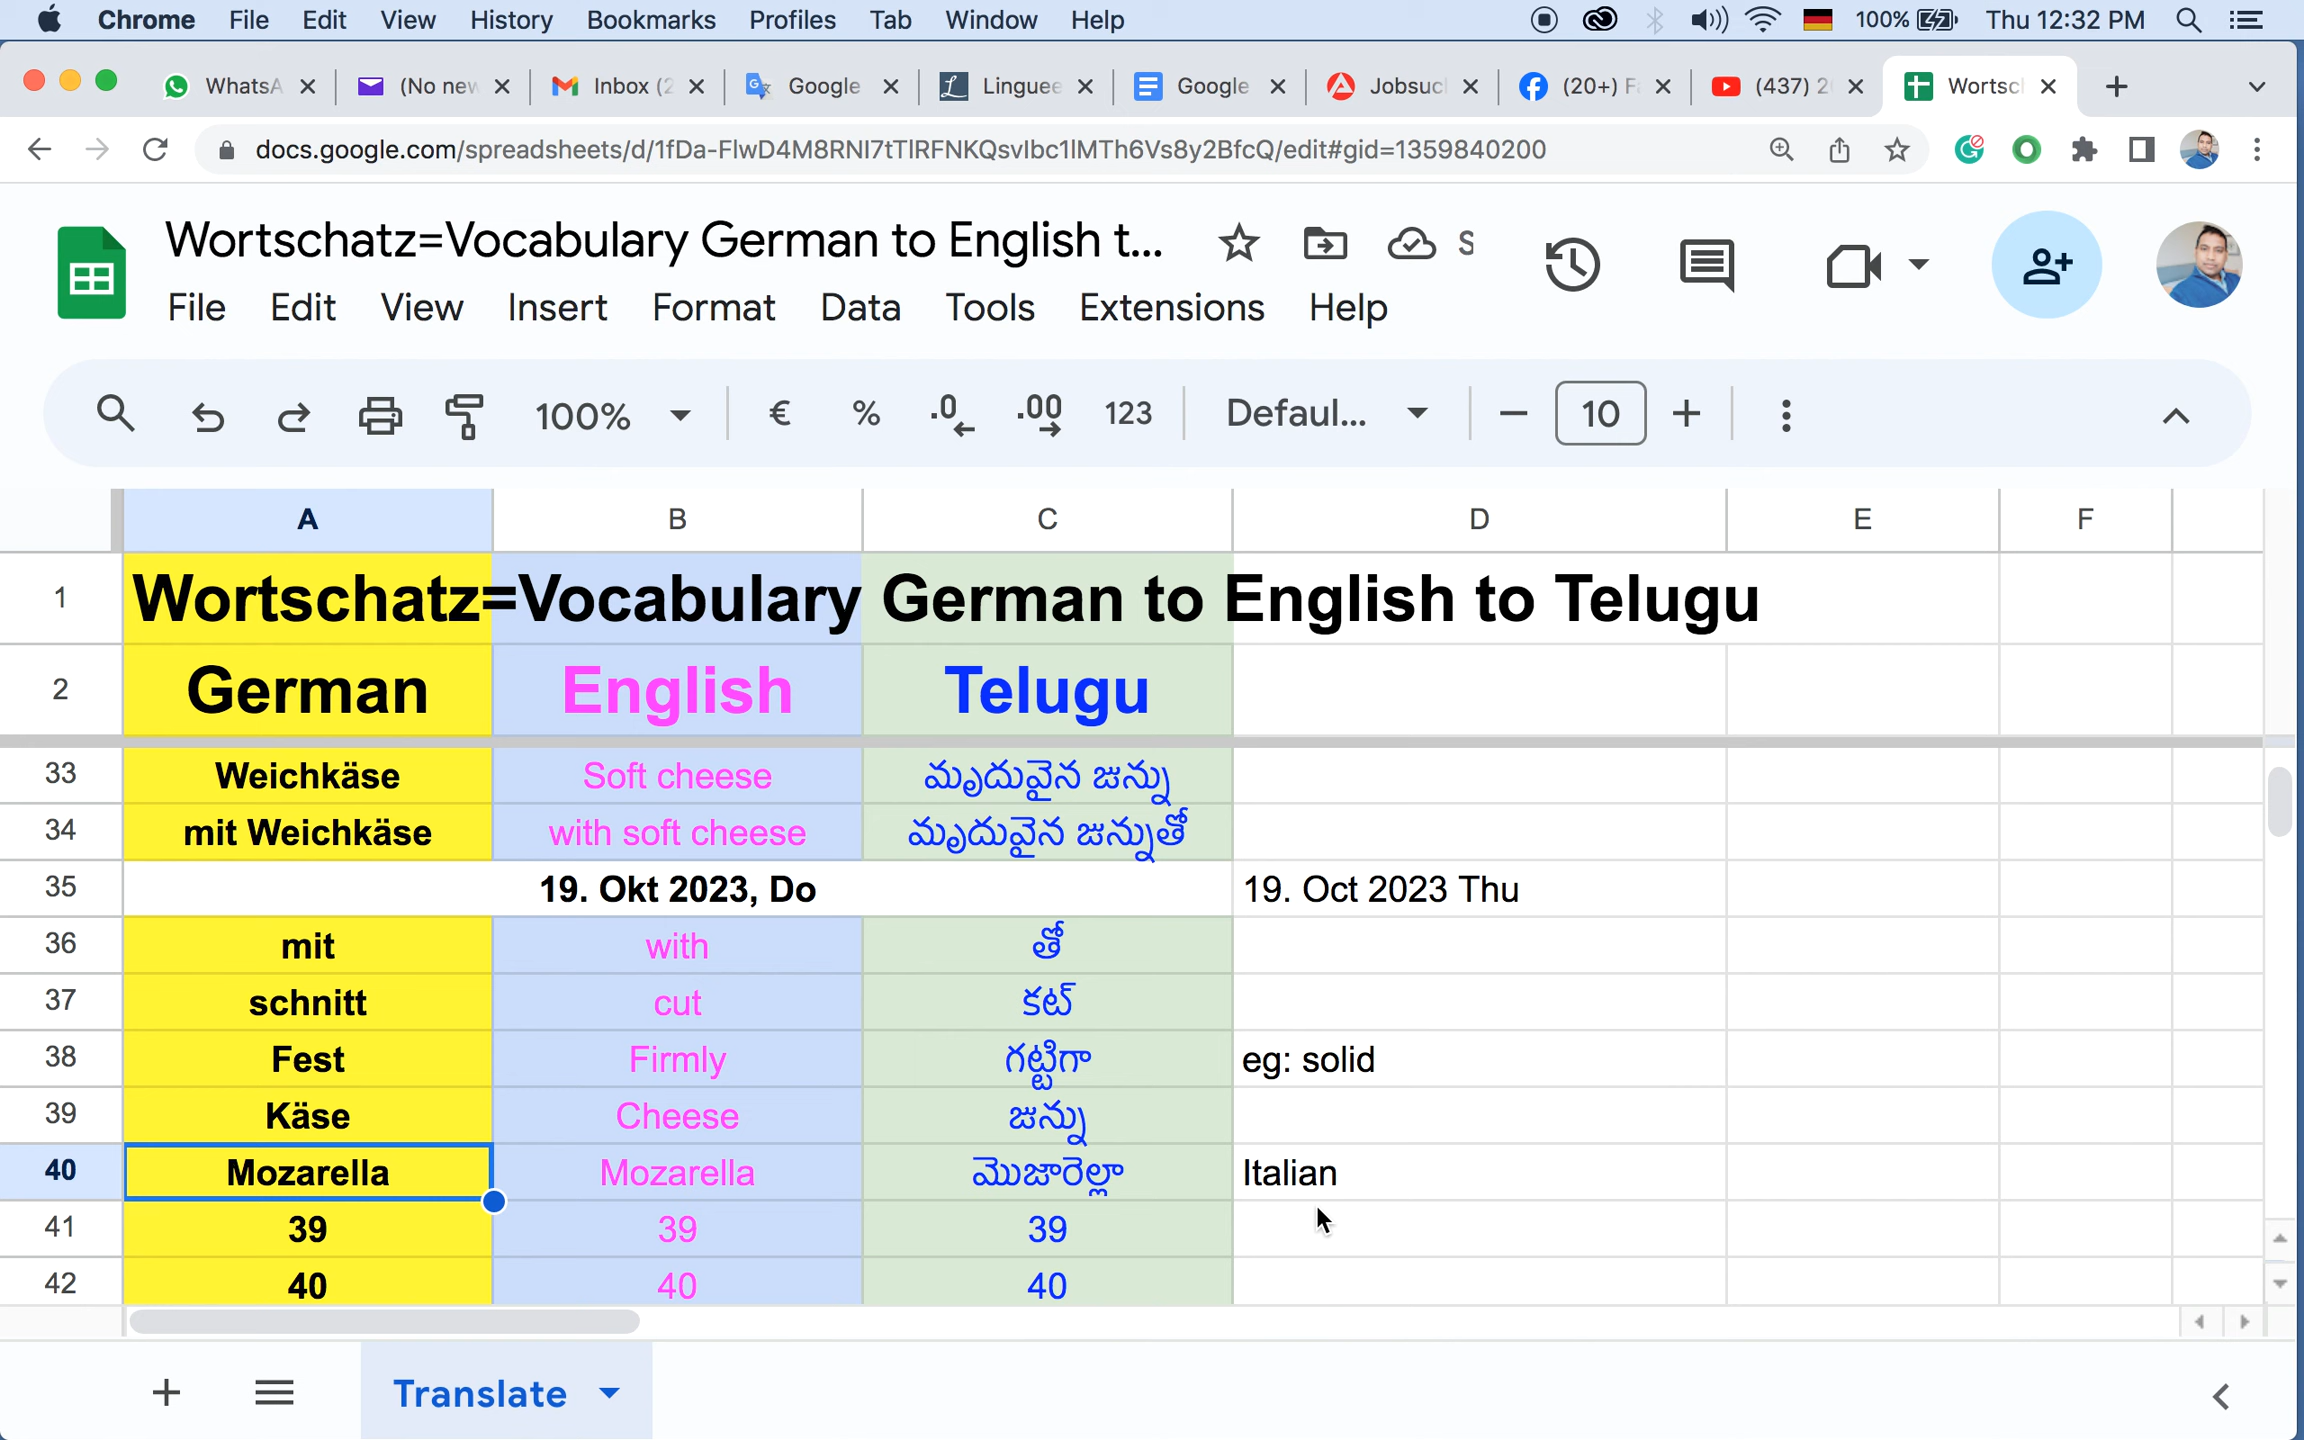 Chrome File Edit View History Bookmarks Profiles Tab Window Help 100% Thu 12:32 PM
WhatsA (No new Inbox (2 Google Linguee Google Jobsuc (20+) Fa (437) 2 Wortsch
docs.google.com/spreadsheets/d/1fDa-FlwD4M8RNI7tTlRFNKQsvIbc1lMTh6Vs8y2BfcQ/edit#gid=1359840200
Wortschatz=Vocabulary German to English t... S
File Edit View Insert Format Data Tools Extensions Help
100% € % .0 .00 123 Defaul... 10
A B C D E F
1 Wortschatz=Vocabulary German to English to Telugu
2 German English Telugu
33 Weichkäse Soft cheese మృదువైన జున్ను
34 mit Weichkäse with soft cheese మృదువైన జున్నుతో
35 19. Okt 2023, Do 19. Oct 2023 Thu
36 mit with తో
37 schnitt cut కట్
38 Fest Firmly గట్టిగా eg: solid
39 Käse Cheese జున్ను
40 Mozarella Mozarella మొజారెల్లా Italian
41 39 39 39
42 40 40 40
Translate